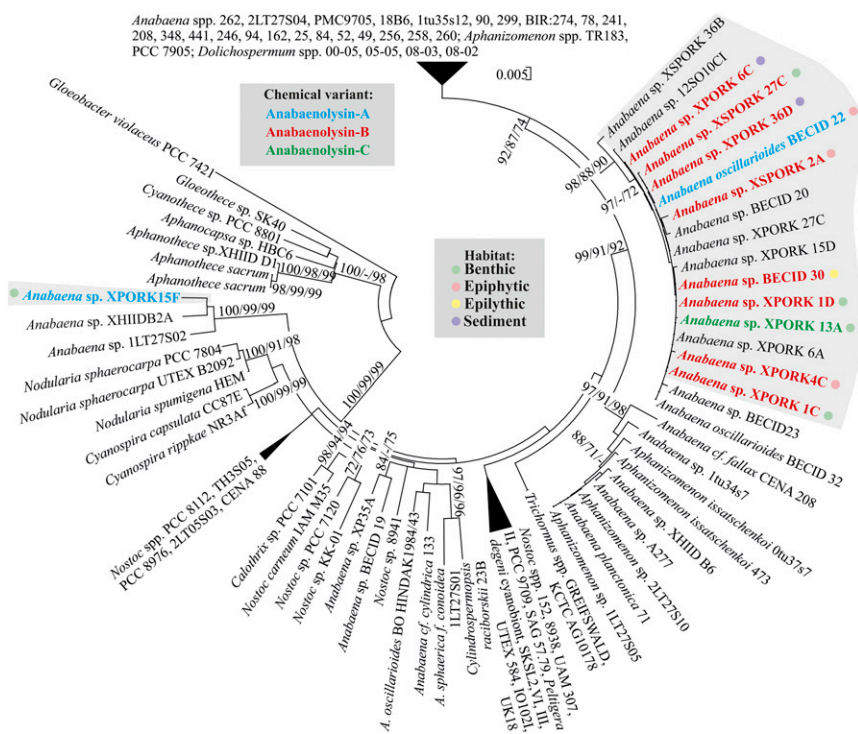 Anabaena spp. 262, 2LT27S04, PMC9705, 18B6, 1tu35s12, 90, 299, BIR:274, 78, 241,
208, 348, 441, 246, 94, 162, 25, 84, 52, 49, 256, 258, 260; Aphanizomenon spp. TR183,
PCC 7905; Dolichospermum spp. 00-05, 05-05, 08-03, 08-02
0.005
Chemical variant:
Anabaenolysin-A
Anabaenolysin-B
Anabaenolysin-C
Habitat:
Benthic
Epiphytic
Epilythic
Sediment
92/87/74
98/88/90
97/-/72
99/91/92
Anabaena sp. XSPORK 36B
Anabaena sp. 12SO10CI
Anabaena sp. XPORK 6C
Anabaena sp. XSPORK 27C
Anabaena sp. XPORK 36D
Anabaena oscillarioides BECID 22
Anabaena sp. XSPORK 2A
Anabaena sp. BECID 20
Anabaena sp. XPORK 27C
Anabaena sp. XPORK 15D
Anabaena sp. BECID 30
Anabaena sp. XPORK 1D
Anabaena sp. XPORK 13A
Anabaena sp. XPORK 6A
Anabaena sp. XPORK4C
Anabaena sp. XPORK 1C
Anabaena sp. BECID23
Anabaena oscillarioides BECID 32
Anabaena cf. fallax CENA 208
Anabaena sp. 1tu34s7
Aphanizomenon issatschenkoi 0tu37s7
Aphanizomenon issatschenkoi 473
Anabaena sp. XHIID B6
Anabaena sp. A277
Aphanizomenon sp. 2LT27S10
Anabaena planctonica 71
Aphanizomenon sp. 1LT27S05
97/91/98
88/71/-
Trichormus spp. GREIFSWALD,
KCTC AG10178
Nostoc spp. 152, 8938, UAM 307,
II, PCC 9709, SAG 57.79, Peltigera
degeni cyanobiont, SKSL2, VI, III,
UTEX 584, IO102I,
UK18
Cylindrospermopsis
raciborskii 23B
1LT27S01
96/96/97
A. sphaerica f. conoidea
Anabaena cf. cylindrica 133
A. oscillarioides BO HINDAK1984/43
Nostoc sp. 8941
Anabaena sp. BECID 19
Anabaena sp. XP35A
84/-/75
Nostoc sp. KK-01
Nostoc sp. PCC 7120
72/76/73
Nostoc carneum IAM M35
Calothrix sp. PCC 7101
98/94/94
Nostoc spp. PCC 8112, TH3S05,
PCC 8976, 2LT05S03, CENA 88
Cyanospira rippkae NR3Af
Cyanospira capsulata CC87E
100/99/99
Nodularia spumigena HEM
Nodularia sphaerocarpa UTEX B2092
Nodularia sphaerocarpa PCC 7804
100/91/98
Anabaena sp. 1LT27S02
Anabaena sp. XHIIDB2A
Anabaena sp. XPORK15F
100/99/99
100/99/99
Aphanothece sacrum
Aphanothece sacrum
98/99/99
Aphanothece sp.XHIID D1
100/98/99
Aphanocapsa sp. HBC6
Cyanothece sp. PCC 8801
Gloeothece sp. SK40
100/-/98
Gloeobacter violaceus PCC 7421